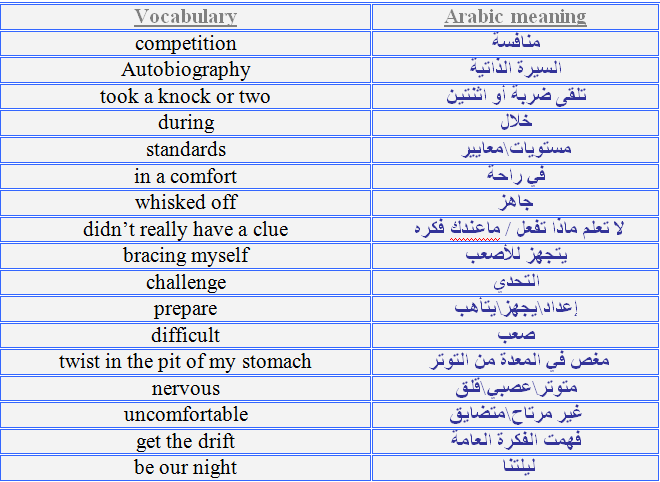 Vocabulary Arabic meaning
competition منافسة
Autobiography السيرة الذاتية
took a knock or two تلقى ضربة أو اثنتين
during خلال
standards مستويات\معايير
in a comfort في راحة
whisked off جاهز
didn’t really have a clue لا تعلم ماذا تفعل / ماعندك فكره
bracing myself يتجهز للأصعب
challenge التحدي
prepare إعداد\يجهز\يتأهب
difficult صعب
twist in the pit of my stomach مغص في المعدة من التوتر
nervous متوتر\عصبي\قلق
uncomfortable غير مرتاح\متضايق
get the drift فهمت الفكرة العامة
be our night ليلتنا